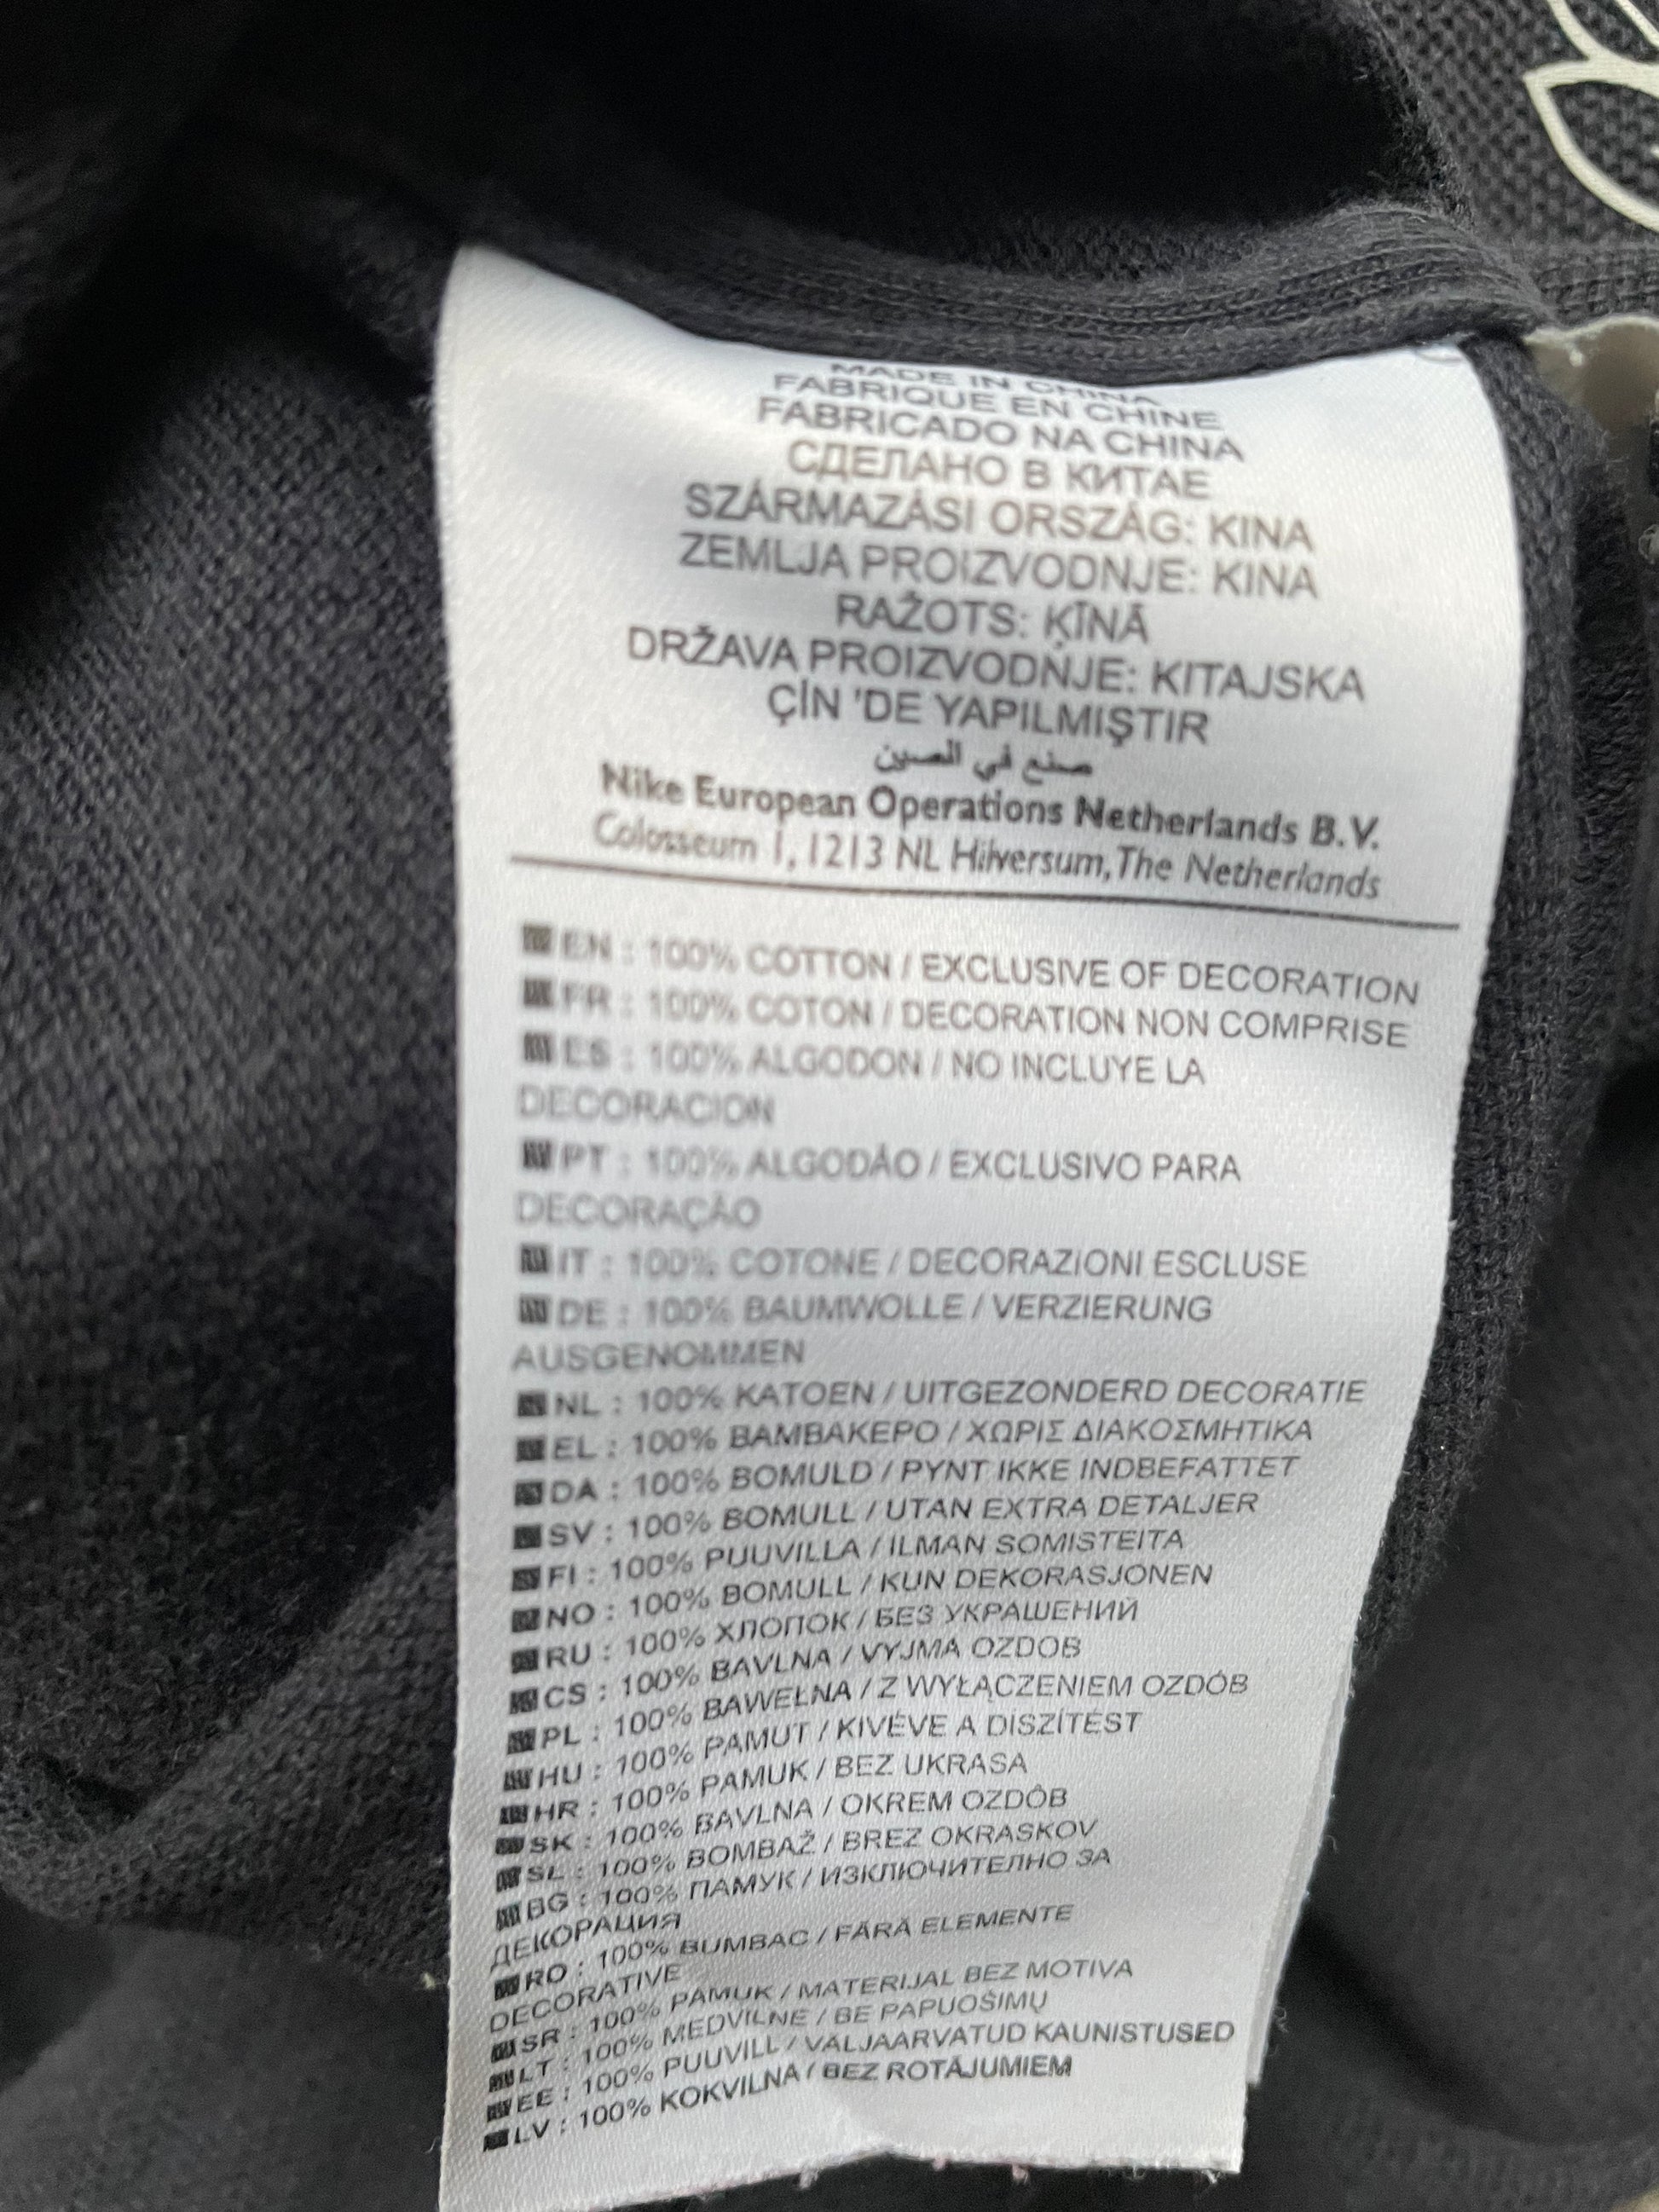 MADE IN CHINA
FABRIQUE EN CHINE
FABRICADO NA CHINA
СДЕЛАНО В КИТАЕ
SZÁRMAZÁSI ORSZÁG: KINA
ZEMLJA PROIZVODNJE: KINA
RAŽOTS: ĶĪNĀ
DRŽAVA PROIZVODNJE: KITAJSKA
ÇİN 'DE YAPILMIŞTIR
صنع في الصين
Nike European Operations Netherlands B.V.
Colosseum 1, 1213 NL Hilversum, The Netherlands
EN : 100% COTTON / EXCLUSIVE OF DECORATION
FR : 100% COTON / DECORATION NON COMPRISE
ES : 100% ALGODON / NO INCLUYE LA
DECORACION
PT : 100% ALGODÃO / EXCLUSIVO PARA
DECORAÇÃO
IT : 100% COTONE / DECORAZIONI ESCLUSE
DE : 100% BAUMWOLLE / VERZIERUNG
AUSGENOMMEN
NL : 100% KATOEN / UITGEZONDERD DECORATIE
EL : 100% ΒΑΜΒΑΚΕΡΟ / ΧΩΡΙΣ ΔΙΑΚΟΣΜΗΤΙΚΑ
DA : 100% BOMULD / PYNT IKKE INDBEFATTET
SV : 100% BOMULL / UTAN EXTRA DETALJER
FI : 100% PUUVILLA / ILMAN SOMISTEITA
NO : 100% BOMULL / KUN DEKORASJONEN
RU : 100% ХЛОПОК / БЕЗ УКРАШЕНИЙ
CS : 100% BAVLNA / VYJMA OZDOB
PL : 100% BAWEŁNA / Z WYŁĄCZENIEM OZDÓB
HU : 100% PAMUT / KIVÉVE A DISZÍTÉST
HR : 100% PAMUK / BEZ UKRASA
SK : 100% BAVLNA / OKREM OZDÔB
SL : 100% BOMBAŽ / BREZ OKRASKOV
BG : 100% ПАМУК / ИЗКЛЮЧИТЕЛНО ЗА
ДЕКОРАЦИЯ
RO : 100% BUMBAC / FĂRĂ ELEMENTE
DECORATIVE
SR : 100% PAMUK / MATERIJAL BEZ MOTIVA
LT : 100% MEDVILNE / BE PAPUOŠIMŲ
EE : 100% PUUVILL / VÄLJAARVATUD KAUNISTUSED
LV : 100% KOKVILNA / BEZ ROTĀJUMIEM